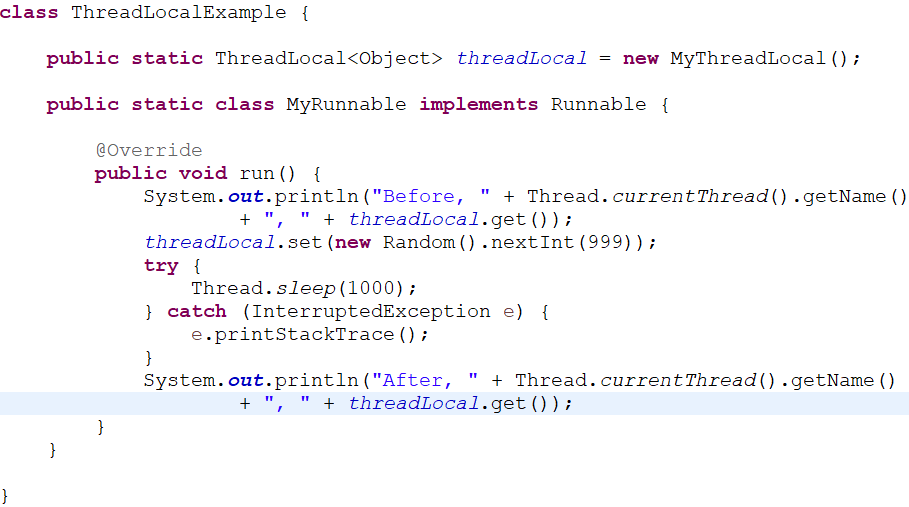 class ThreadLocalExample {
public static ThreadLocal<Object> threadLocal = new MyThreadLocal();
public static class MyRunnable implements Runnable {
@Override
public void run() {
System.out.println("Before, " + Thread.currentThread().getName()
+ ", " + threadLocal.get());
threadLocal.set(new Random().nextInt(999));
try {
Thread.sleep(1000);
} catch (InterruptedException e) {
e.printStackTrace();
}
System.out.println("After, " + Thread.currentThread().getName()
+ ", " + threadLocal.get());
}
}
}